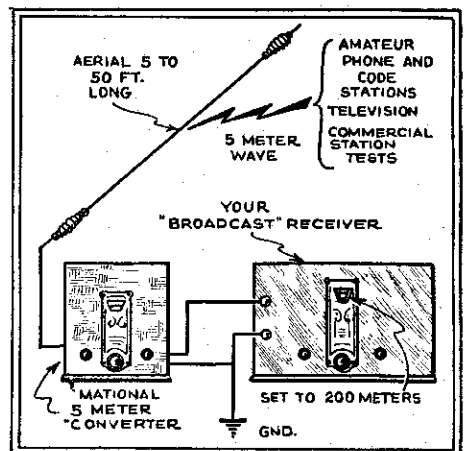 AERIAL 5 TO
50 FT.
LONG
AMATEUR
PHONE AND
CODE
STATIONS
TELEVISION
COMMERCIAL
STATION
TESTS
5 METER
WAVE
YOUR
"BROADCAST" RECEIVER
MATIONAL
5 METER
"CONVERTER
SET TO 200 METERS
GND.